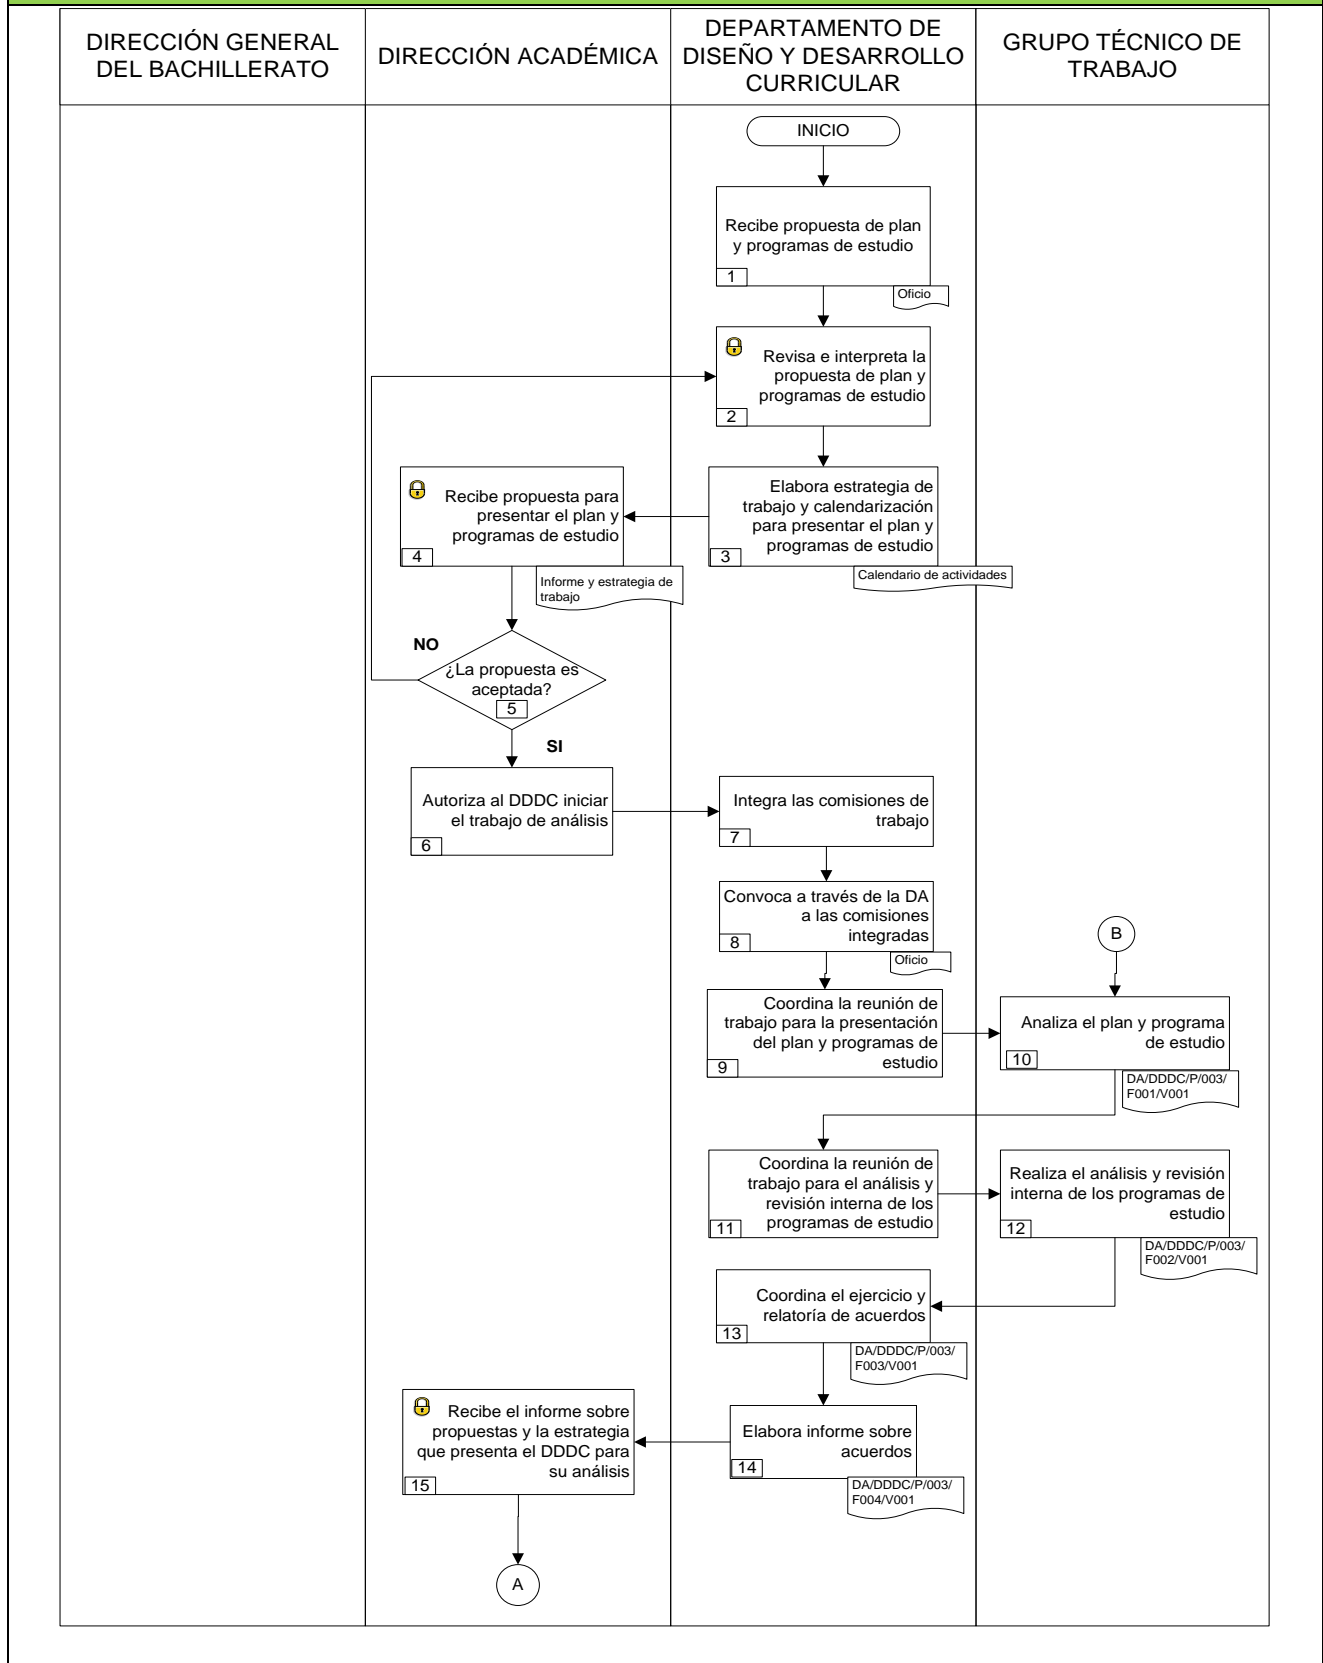 DIRECCIÓN GENERAL
DEL BACHILLERATO
DIRECCIÓN ACADÉMICA
DEPARTAMENTO DE
DISEÑO Y DESARROLLO
CURRICULAR
GRUPO TÉCNICO DE
TRABAJO
INICIO
Recibe propuesta de plan
y programas de estudio
1
Oficio
Revisa e interpreta la
propuesta de plan y
programas de estudio
2
Elabora estrategia de
trabajo y calendarización
para presentar el plan y
programas de estudio
3
Calendario de actividades
Recibe propuesta para
presentar el plan y
programas de estudio
4
Informe y estrategia de
trabajo
NO
¿La propuesta es
aceptada?
5
SI
Autoriza al DDDC iniciar
el trabajo de análisis
6
Integra las comisiones de
trabajo
7
Convoca a través de la DA
a las comisiones
integradas
8
Oficio
B
Coordina la reunión de
trabajo para la presentación
del plan y programas de
estudio
9
Analiza el plan y programa
de estudio
10
DA/DDDC/P/003/
F001/V001
Coordina la reunión de
trabajo para el análisis y
revisión interna de los
programas de estudio
11
Realiza el análisis y revisión
interna de los programas de
estudio
12
DA/DDDC/P/003/
F002/V001
Coordina el ejercicio y
relatoría de acuerdos
13
DA/DDDC/P/003/
F003/V001
Elabora informe sobre
acuerdos
14
DA/DDDC/P/003/
F004/V001
Recibe el informe sobre
propuestas y la estrategia
que presenta el DDDC para
su análisis
15
A